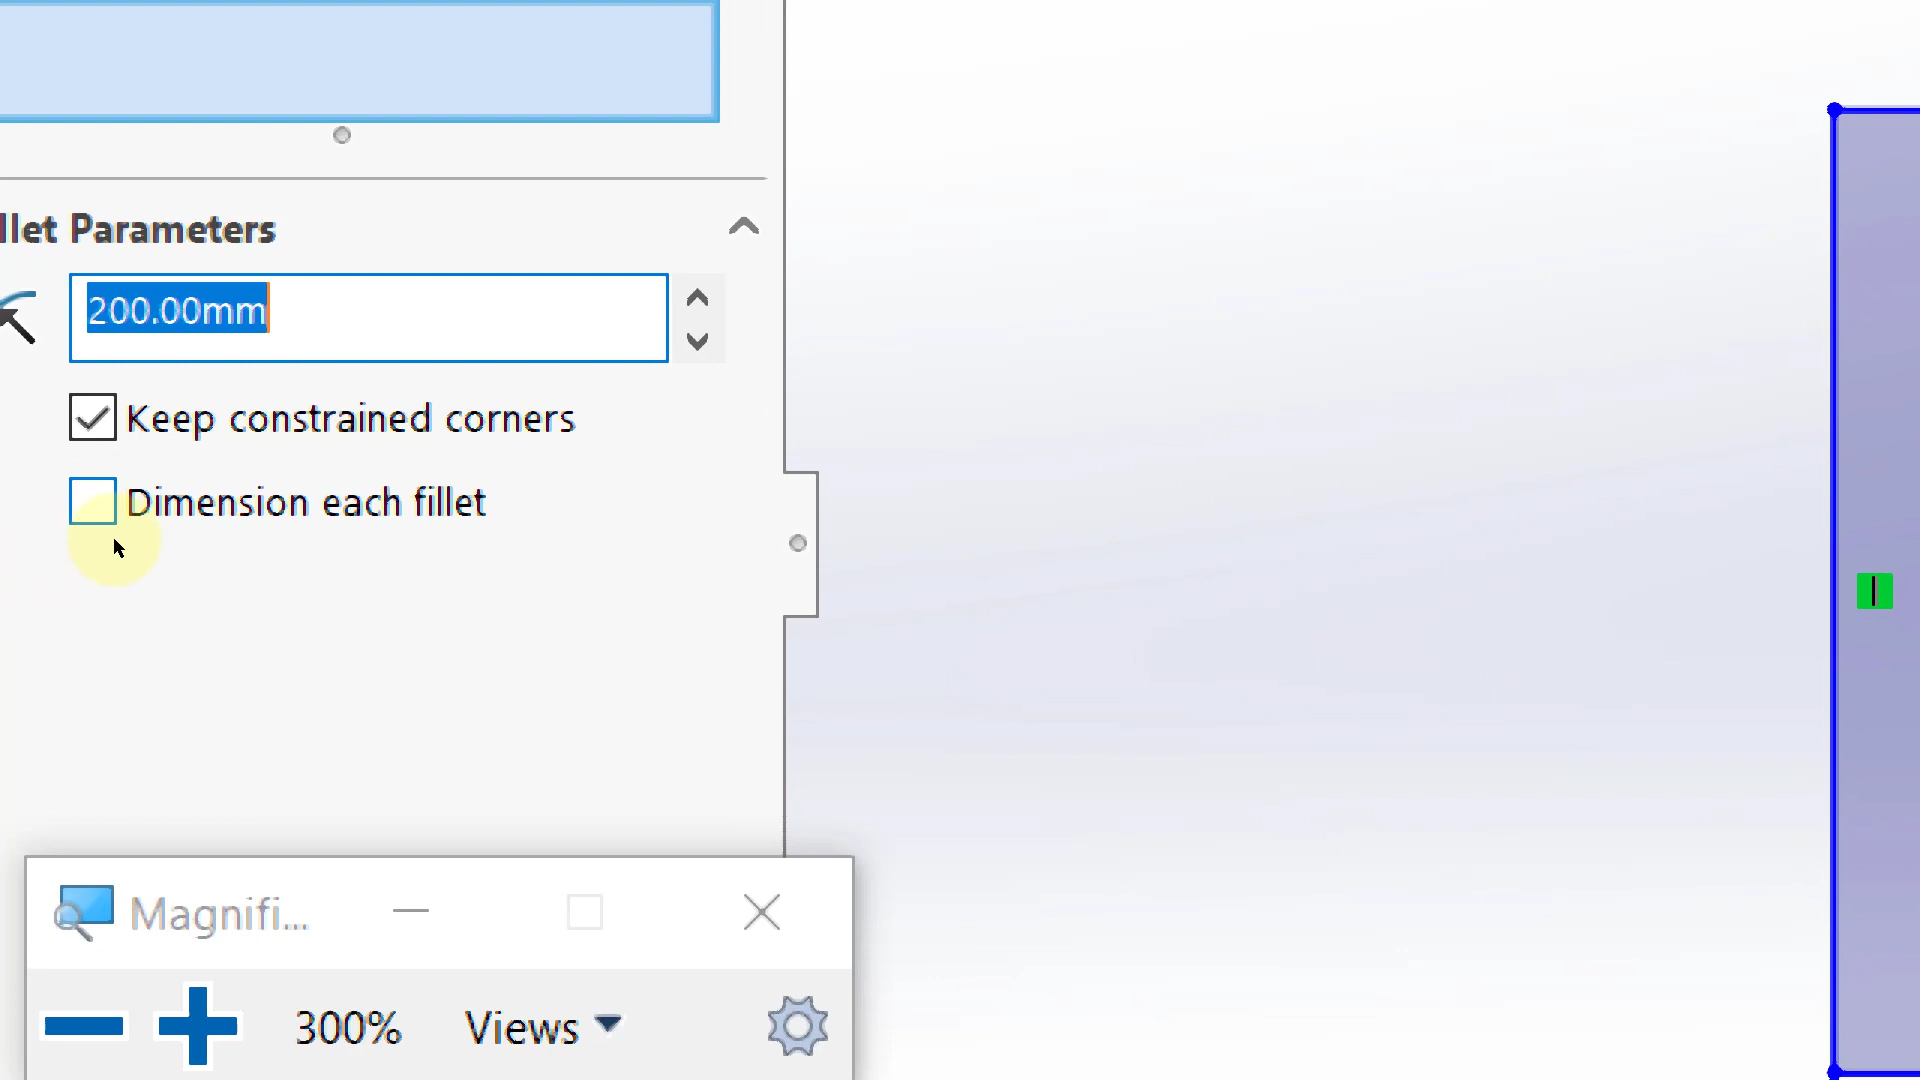 llet Parameters
200.00mm
Keep constrained corners
Dimension each fillet
Magnifi...
300% Views